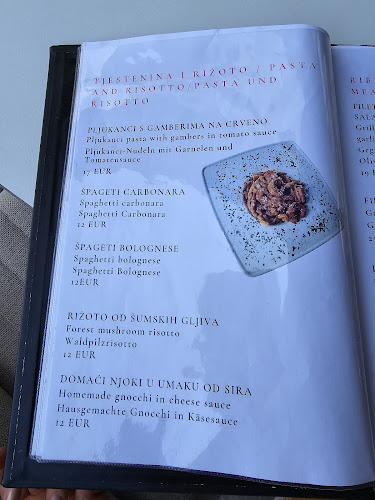 TJESTENINA I RIŽOTO / PASTA
AND RISOTTO/PASTA UND
RISOTTO
PLJUKANCI S GAMBERIMA NA CRVENO
Pljukanci pasta with gambers in tomato sauce
Pljukanci-Nudeln mit Garnelen und
Tomatensauce
17 EUR
ŠPAGETI CARBONARA
Spaghetti carbonara
Spaghetti Carbonara
12 EUR
ŠPAGETI BOLOGNESE
Spaghetti bolognese
Spaghetti Bolognese
12EUR
RIŽOTO OD ŠUMSKIH GLJIVA
Forest mushroom risotto
Waldpilzrisotto
12 EUR
DOMAĆI NJOKI U UMAKU OD SIRA
Homemade gnocchi in cheese sauce
Hausgemachte Gnocchi in Käsesauce
12 EUR